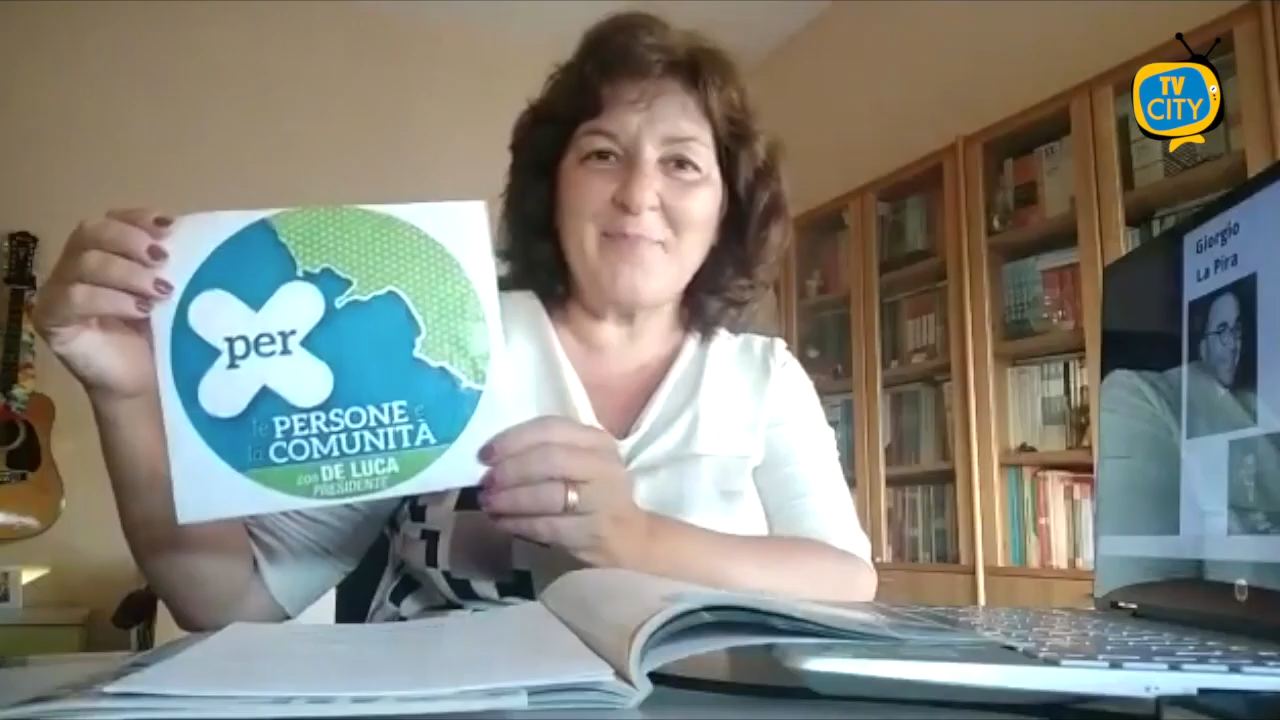 TV
CITY
Giorgio
La Pira
per
le PERSONE e
la COMUNITÀ
con DE LUCA
PRESIDENTE